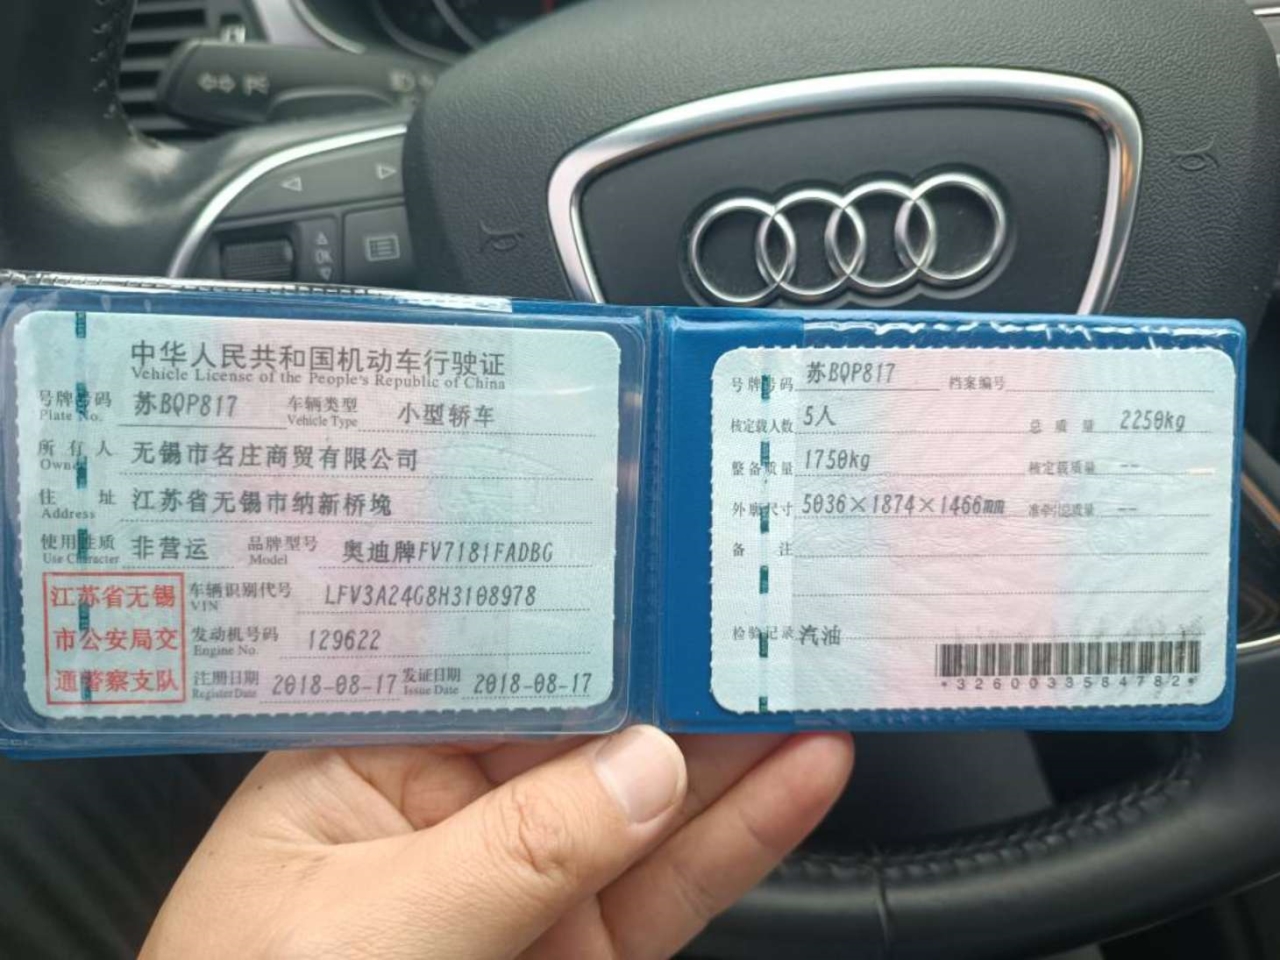 中华人民共和国机动车行驶证
Vehicle License of the People's Republic of China
号牌号码 苏BQP817 车辆类型 小型轿车
Plate No. Vehicle Type
所有人 无锡市名庄商贸有限公司
Owner
住址 江苏省无锡市纳新桥堍
Address
使用性质 非营运 品牌型号 奥迪牌FV7181FADBG
Use Character Model
江苏省无锡
市公安局交
通警察支队
车辆识别代号 LFV3A24G8H3108978
VIN
发动机号码 129622
Engine No.
注册日期 2018-08-17 发证日期 2018-08-17
Register Date Issue Date
号牌号码 苏BQP817 档案编号
核定载人数 5人 总质量 2250kg
整备质量 1750kg 核定载质量 --
外廓尺寸 5036×1874×1466mm 准牵引总质量 --
备注
检验记录 汽油
*3260033584782*